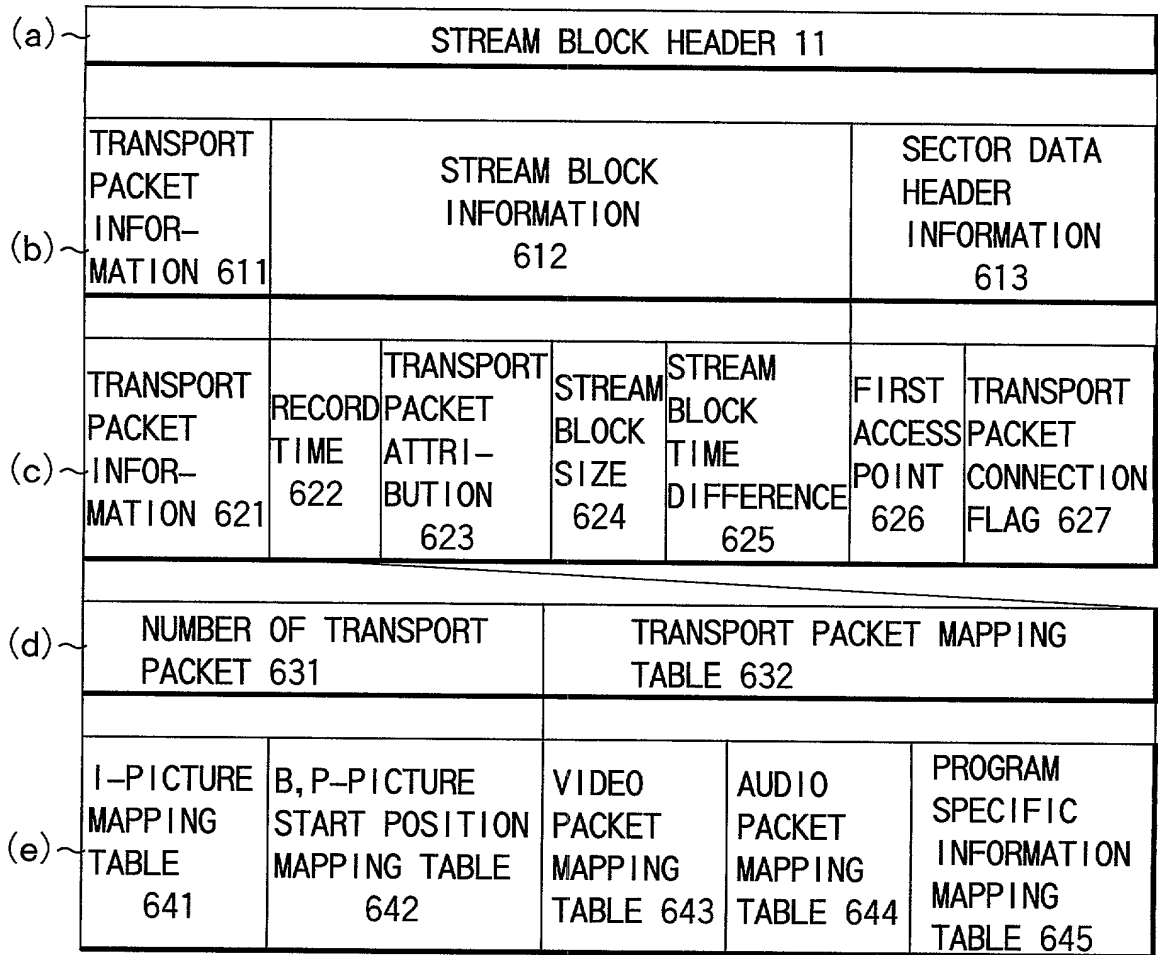 (a)
STREAM BLOCK HEADER 11
(b)
TRANSPORT
PACKET
INFOR-
MATION 611
STREAM BLOCK
INFORMATION
612
SECTOR DATA
HEADER
INFORMATION
613
(c)
TRANSPORT
PACKET
INFOR-
MATION 621
RECORD
TIME
622
TRANSPORT
PACKET
ATTRI-
BUTION
623
STREAM
BLOCK
SIZE
624
STREAM
BLOCK
TIME
DIFFERENCE
625
FIRST
ACCESS
POINT
626
TRANSPORT
PACKET
CONNECTION
FLAG 627
(d)
NUMBER OF TRANSPORT
PACKET 631
TRANSPORT PACKET MAPPING
TABLE 632
(e)
I-PICTURE
MAPPING
TABLE
641
B,P-PICTURE
START POSITION
MAPPING TABLE
642
VIDEO
PACKET
MAPPING
TABLE 643
AUDIO
PACKET
MAPPING
TABLE 644
PROGRAM
SPECIFIC
INFORMATION
MAPPING
TABLE 645